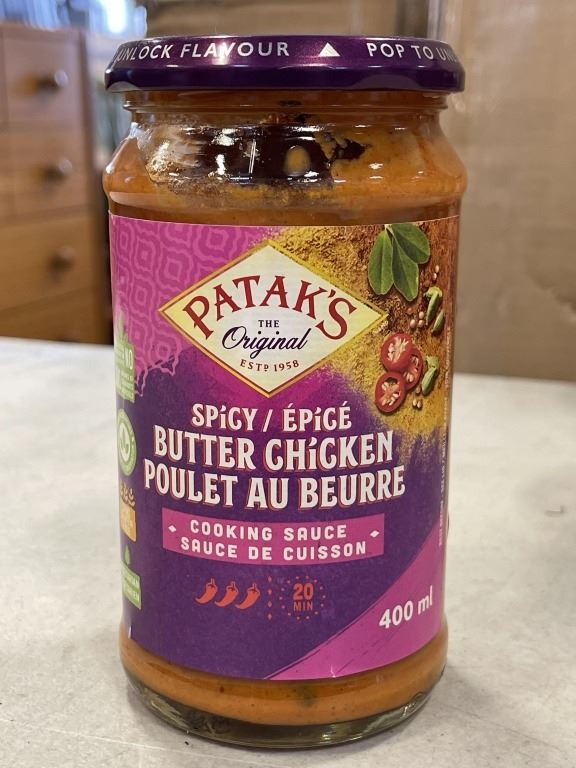 UNLOCK FLAVOUR ▲ POP TO UN
PATAK'S
THE
Original
ESTD 1958
SPiCY / ÉPiCÉ
BUTTER CHiCKEN
POULET AU BEURRE
COOKING SAUCE
SAUCE DE CUISSON
20
MIN
400 ml